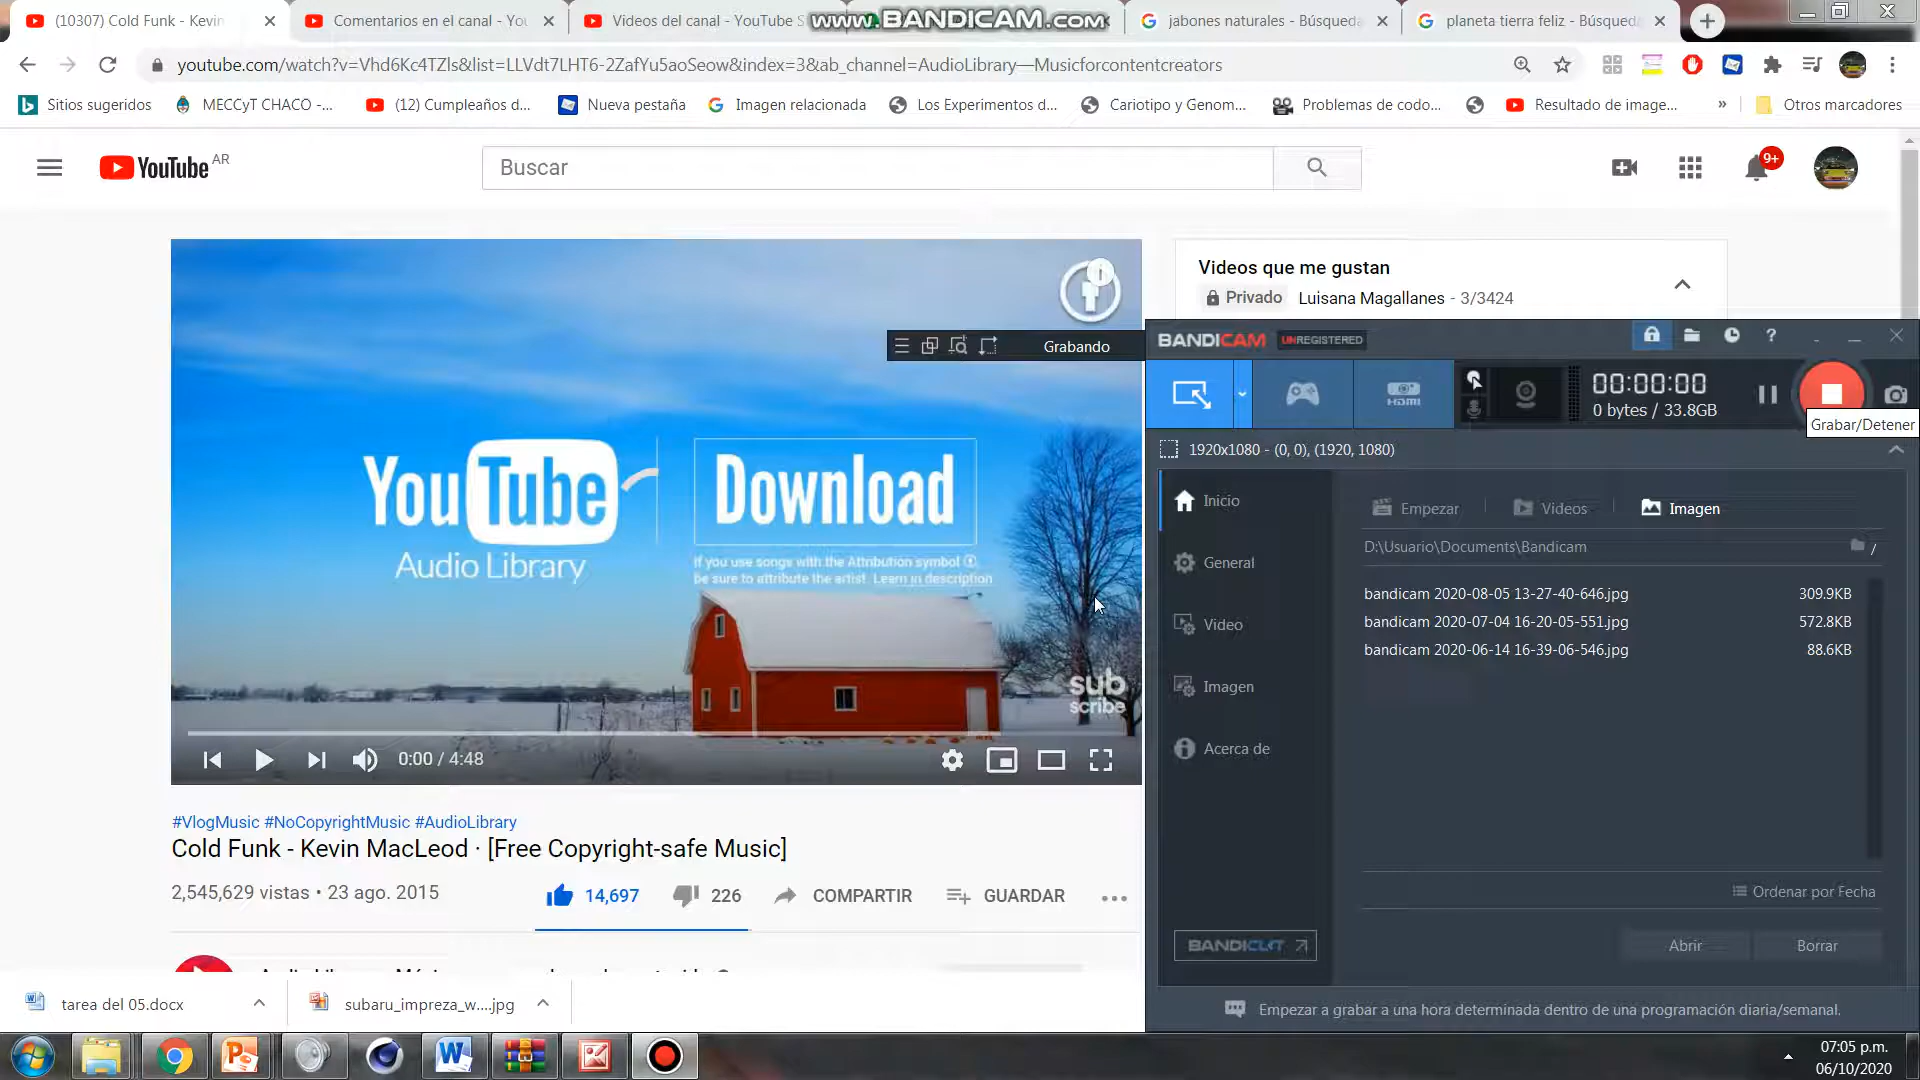 (10307) Cold Funk - Kevin
Comentarios en el canal - You
Videos del canal - YouTube S
www.BANDICAM.COM
jabones naturales - Búsqueda
planeta tierra feliz - Búsqued
youtube.com/watch?v=Vhd6Kc4TZls&list=LLVdt7LHT6-2ZafYu5aoSeow&index=3&ab_channel=AudioLibrary—Musicforcontentcreators
Sitios sugeridos
MECCyT CHACO -...
(12) Cumpleaños d...
Nueva pestaña
Imagen relacionada
Los Experimentos d...
Cariotipo y Genom...
Problemas de codo...
Resultado de image...
»
Otros marcadores
YouTube AR
Buscar
9+
YouTube
Audio Library
Download
If you use songs with the Attribution symbol
be sure to attribute the artist. Learn in description
sub
scribe
0:00 / 4:48
#VlogMusic #NoCopyrightMusic #AudioLibrary
Cold Funk - Kevin MacLeod · [Free Copyright-safe Music]
2,545,629 vistas • 23 ago. 2015
14,697
226
COMPARTIR
GUARDAR
Videos que me gustan
Privado
Luisana Magallanes - 3/3424
Grabando
BANDICAM UNREGISTERED
HDMI
00:00:00
0 bytes / 33.8GB
Grabar/Detener
1920x1080 - (0, 0), (1920, 1080)
Inicio
General
Video
Imagen
Acerca de
Empezar
Videos
Imagen
D:\Usuario\Documents\Bandicam
/
bandicam 2020-08-05 13-27-40-646.jpg 309.9KB
bandicam 2020-07-04 16-20-05-551.jpg 572.8KB
bandicam 2020-06-14 16-39-06-546.jpg 88.6KB
Ordenar por Fecha
BANDICUT
Abrir
Borrar
Empezar a grabar a una hora determinada dentro de una programación diaria/semanal.
tarea del 05.docx
subaru_impreza_w....jpg
07:05 p.m.
06/10/2020